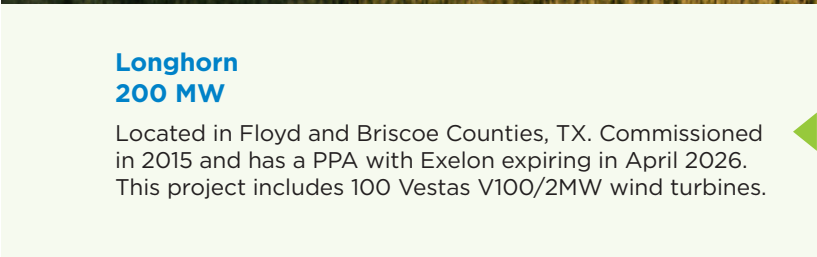 Longhorn
200 MW
Located in Floyd and Briscoe Counties, TX. Commissioned
in 2015 and has a PPA with Exelon expiring in April 2026.
This project includes 100 Vestas V100/2MW wind turbines.